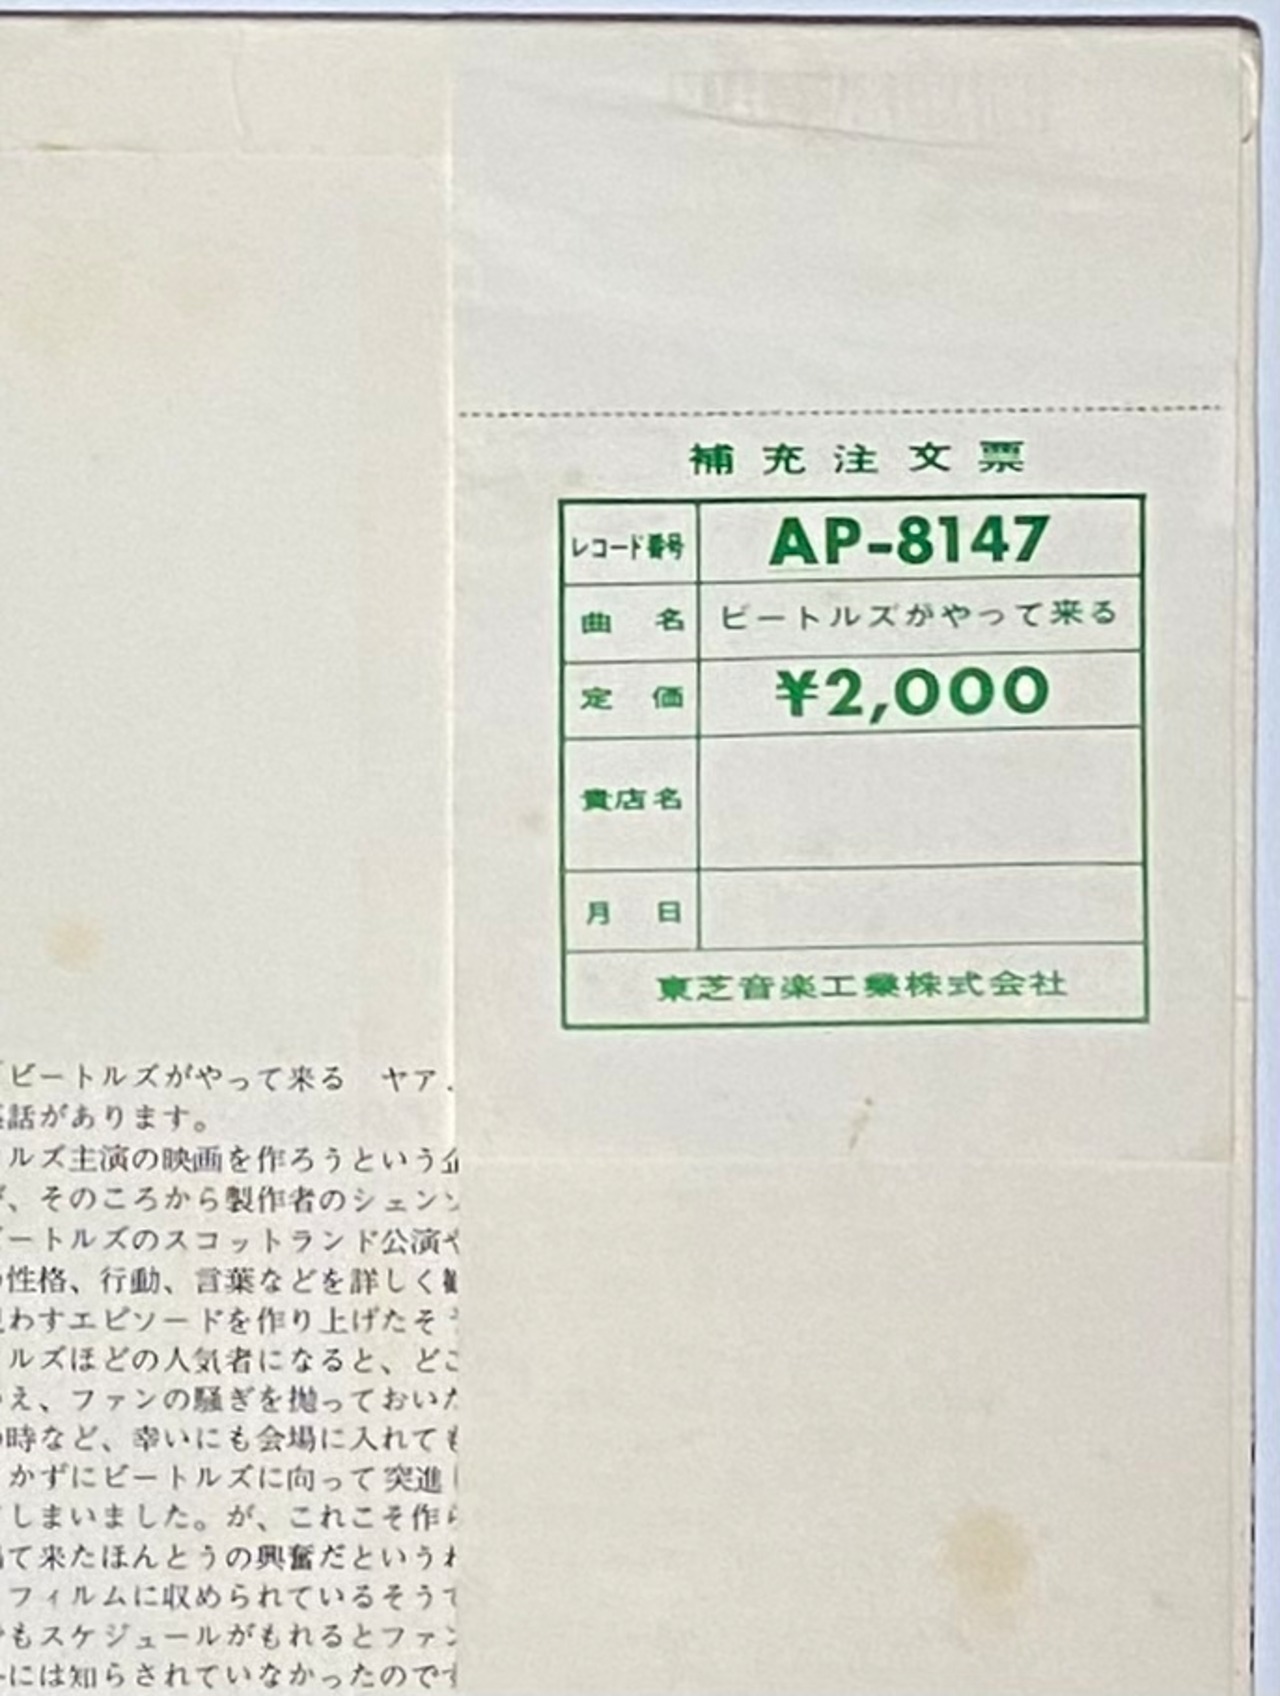 補充注文票
レコード番号 AP-8147
曲名 ビートルズがやって来る
定価 ¥2,000
貴店名
月日
東芝音楽工業株式会社
「ビートルズがやって来る ヤア
話があります。
ルズ主演の映画を作ろうという企
、そのころから製作者のシェンソ
ートルズのスコットランド公演や
性格、行動、言葉などを詳しく
わすエピソードを作り上げたそう
ルズほどの人気者になると、どこ
え、ファンの騒ぎを抛っておいた
時など、幸いにも会場に入れても
かずにビートルズに向って突進し
しまいました。が、これこそ作ら
て来たほんとうの興奮だというわ
フィルムに収められているそうで
もスケジュールがもれるとファン
には知らされていなかったのです